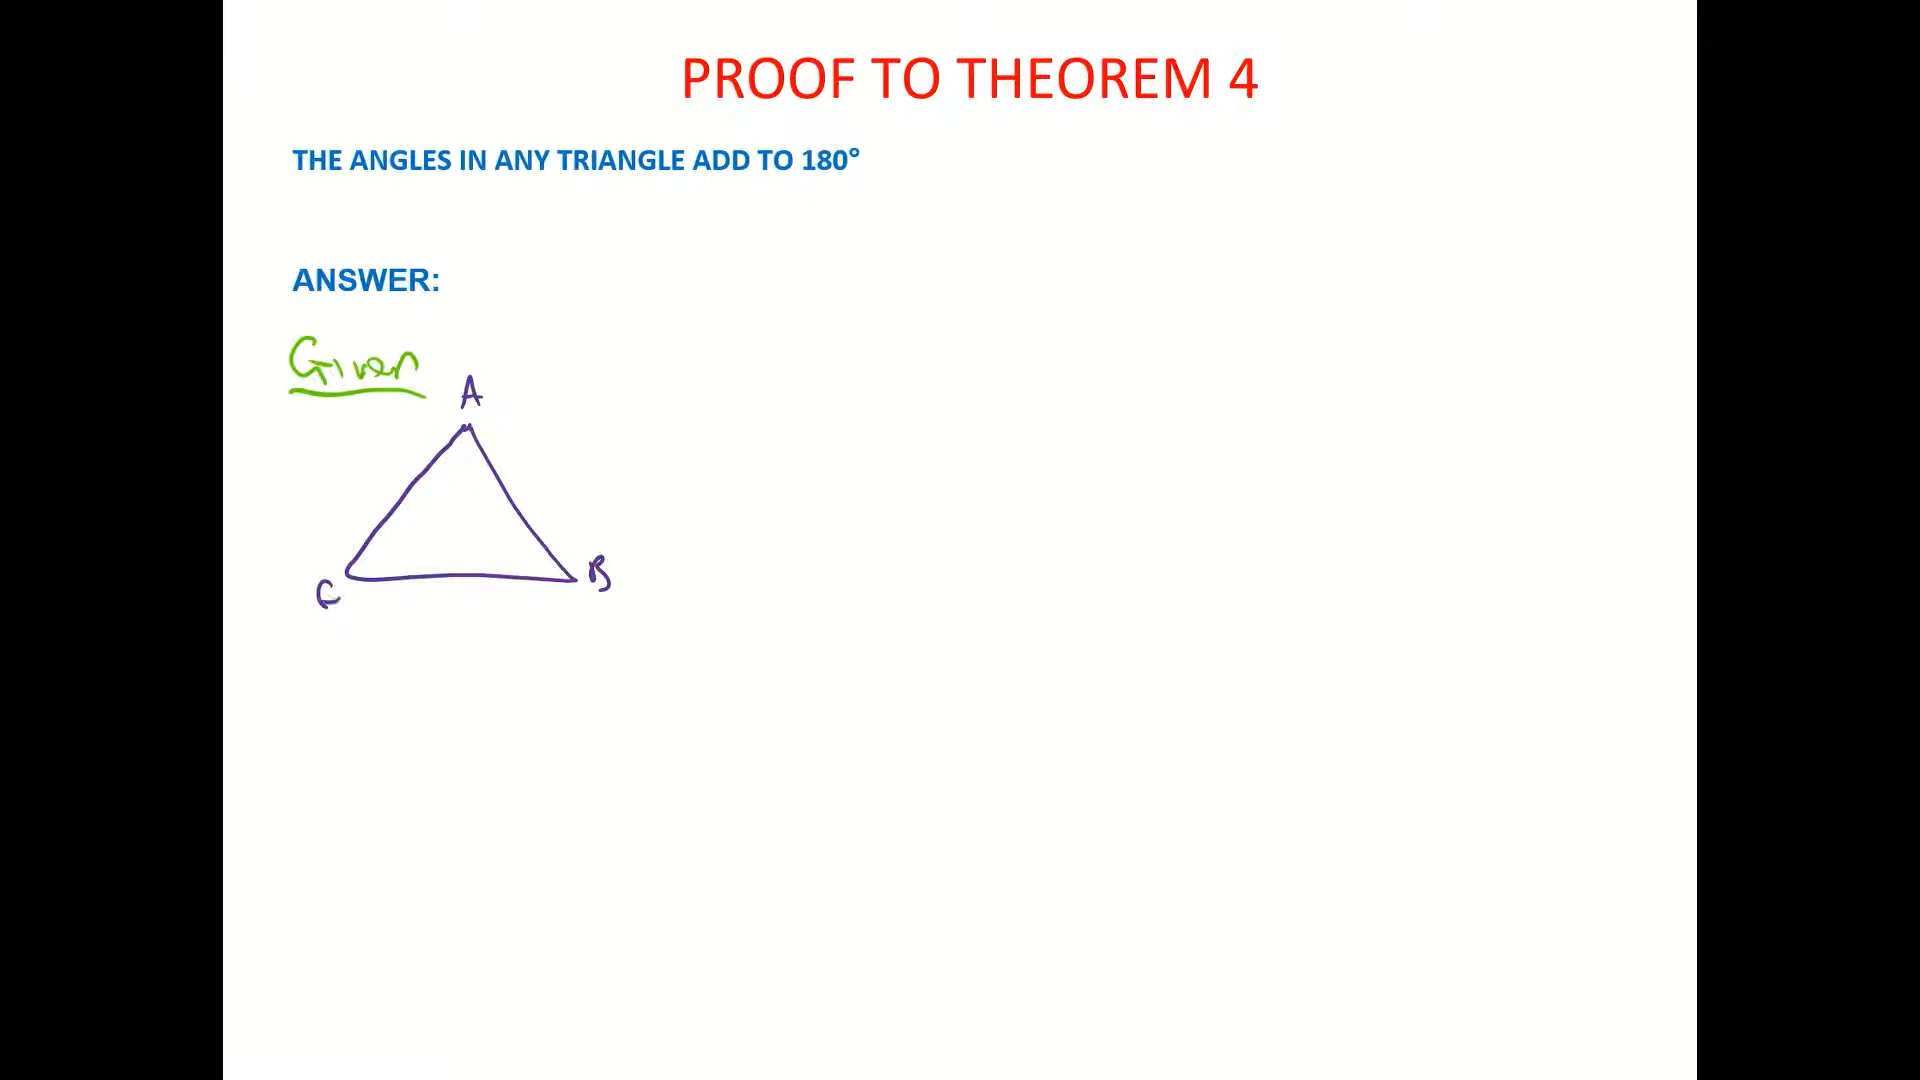 PROOF TO THEOREM 4
THE ANGLES IN ANY TRIANGLE ADD TO 180°
ANSWER:
Given
A
C
B